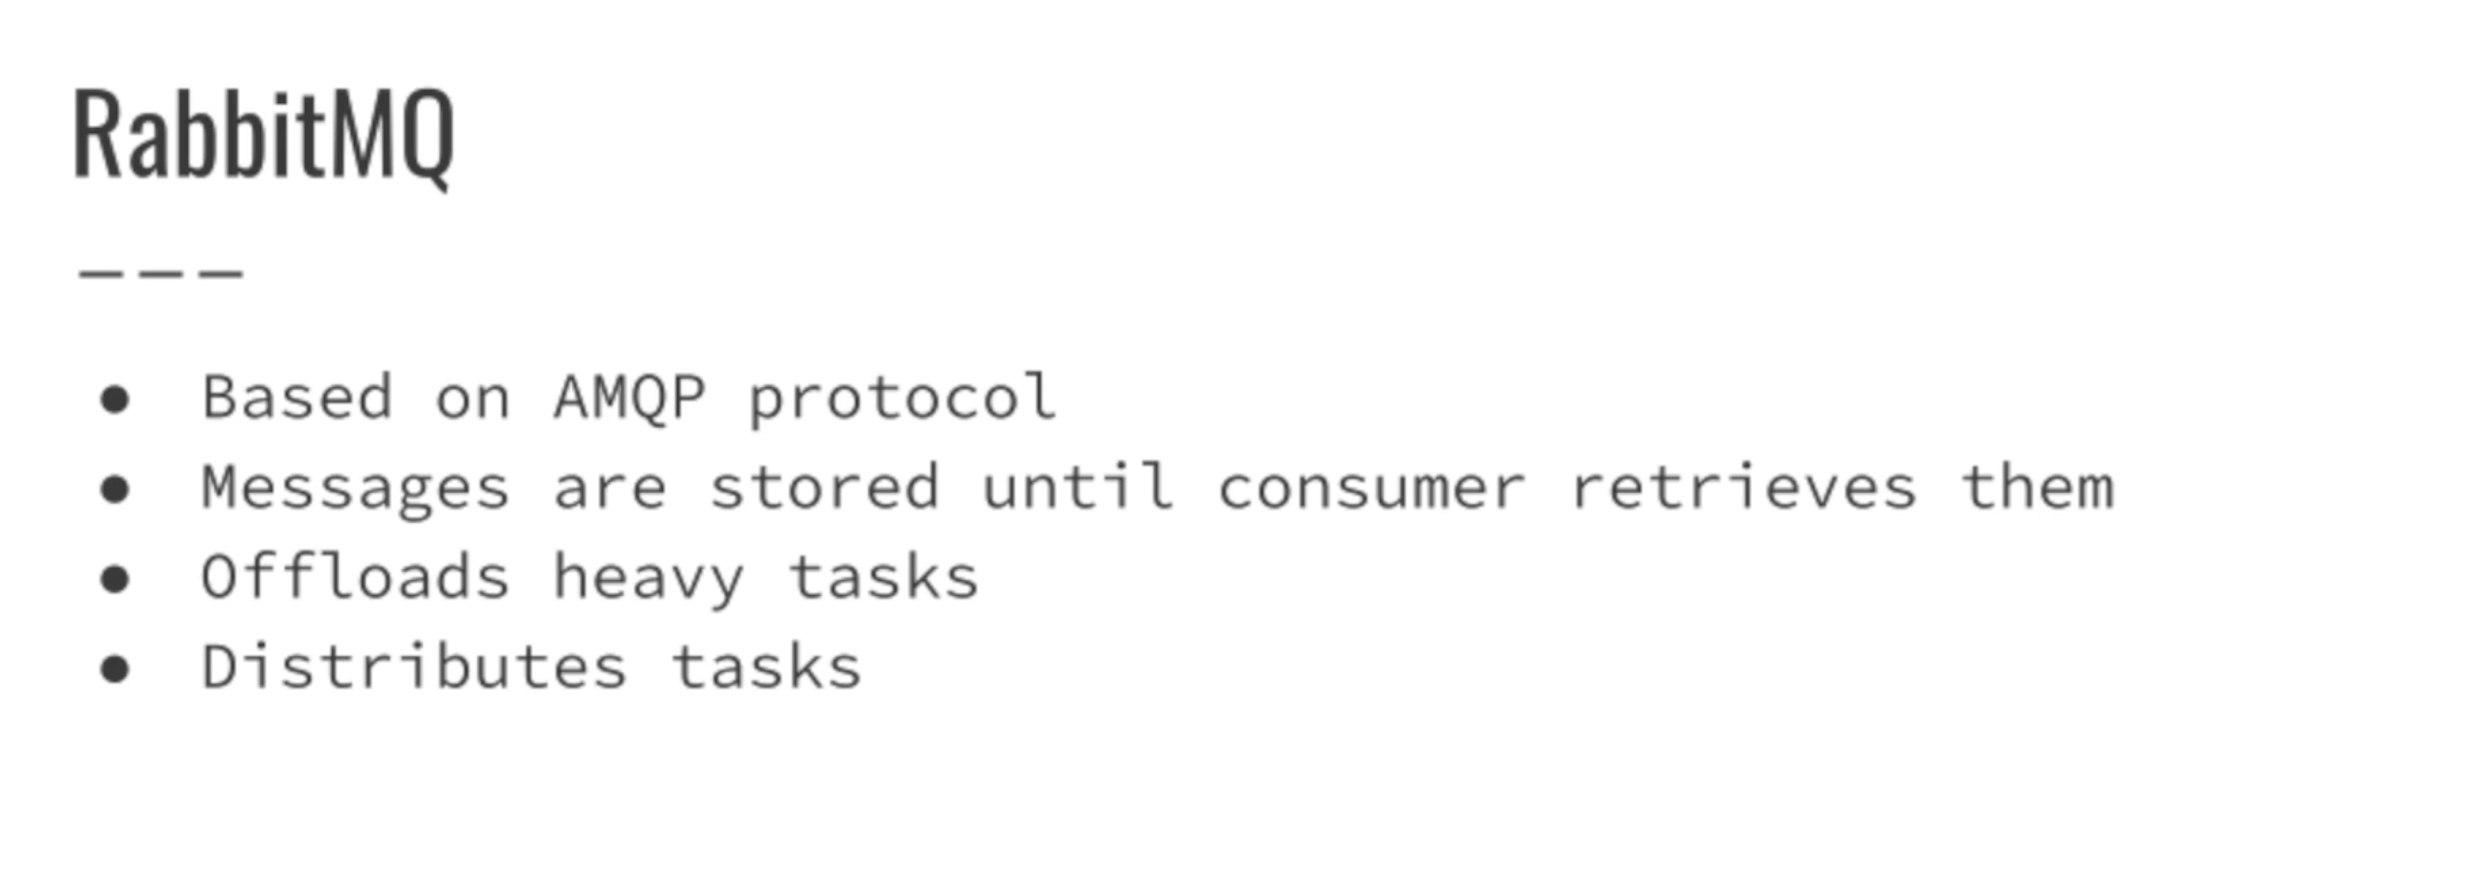 RabbitMQ
———
● Based on AMQP protocol
● Messages are stored until consumer retrieves them
● Offloads heavy tasks
● Distributes tasks